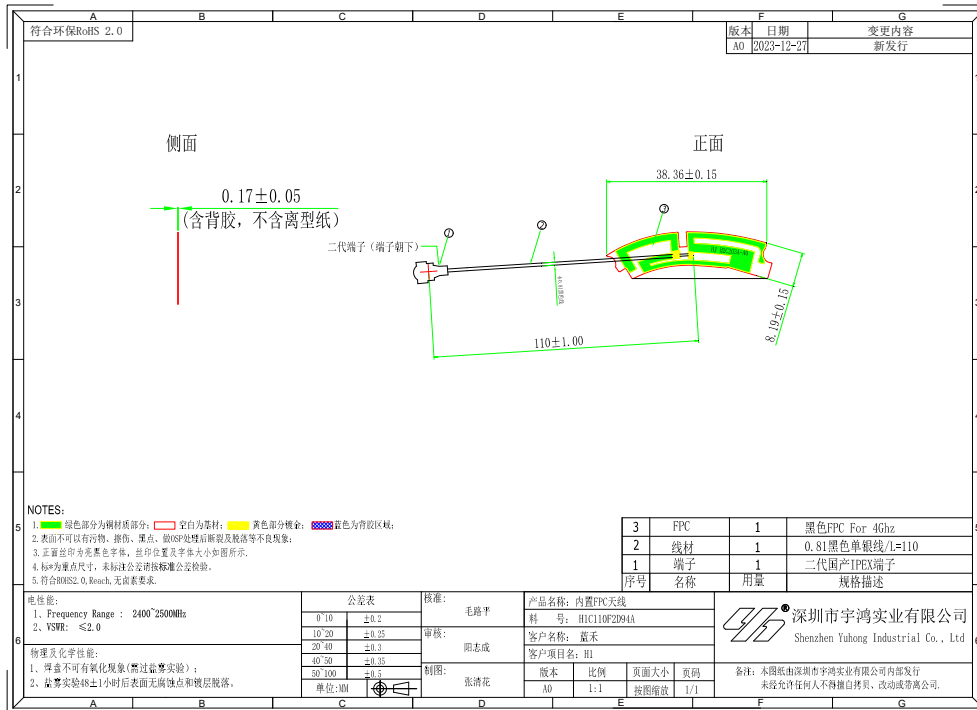 A B C D E F G
符合环保RoHS 2.0
版本 日期 变更内容
A0 2023-12-27 新发行
1
1
侧面
正面
38.36±0.15
2
2
0.17±0.05
(含背胶，不含离型纸)
① ② ③
二代端子（端子朝下）
3
3
8.19±0.15
110±1.00
4
4
NOTES:
5
5
1. 绿色部分为铜材质部分; 空白为基材; 黄色部分镀金; 蓝色为背胶区域;
2.表面不可以有污物、擦伤、黑点、做OSP处理后断裂及脱落等不良现象;
3.正面丝印为亮黑色字体，丝印位置及字体大小如图所示.
4.标※为重点尺寸，未标注公差请按标准公差检验.
5.符合ROHS2.0,Reach,无卤素要求.
3 FPC 1 黑色FPC For 4Ghz
2 线材 1 0.81黑色单银线/L=110
1 端子 1 二代国产IPEX端子
序号 名称 用量 规格描述
电性能:
1、Frequency Range : 2400~2500MHz
2、VSWR: ≤2.0
物理及化学性能:
1、焊盘不可有氧化现象(需过盐雾实验);
2、盐雾实验48±1小时后表面无腐蚀点和镀层脱落。
公差表
0~10 ±0.2
10~20 ±0.25
20~40 ±0.3
40~50 ±0.35
50~100 ±0.5
单位:MM
核准: 毛路平
审核: 阳志成
制图: 张清花
产品名称: 内置FPC天线
料 号: H1C110F2D94A
客户名称: 蓝禾
客户项目名: H1
版本 比例 页面大小 页码
A0 1:1 按图缩放 1/1
®
深圳市宇鸿实业有限公司
Shenzhen Yuhong Industrial Co., Ltd
备注: 本图纸由深圳市宇鸿实业有限公司内部发行
未经允许任何人不得擅自拷贝、改动或带离公司.
6
6
A B C D E F G